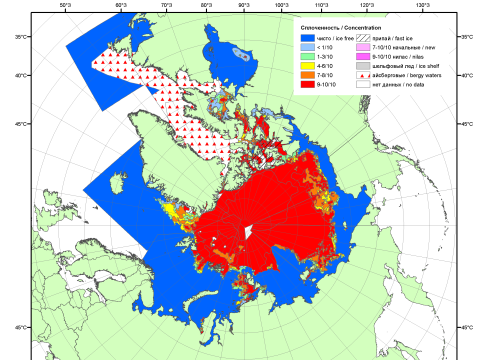 50°З 60°З 70°З 80°З 90°З 100°З
35°С
40°С
45°С
45°С
40°С
35°С
45°С
45°С
Сплоченность / Concentration
чисто / ice free
< 1/10
1-3/10
4-6/10
7-8/10
9-10/10
припай / fast ice
7-10/10 начальные / new
9-10/10 нилас / nilas
шельфовый лед / ice shelf
айсберговые / bergy waters
нет данных / no data